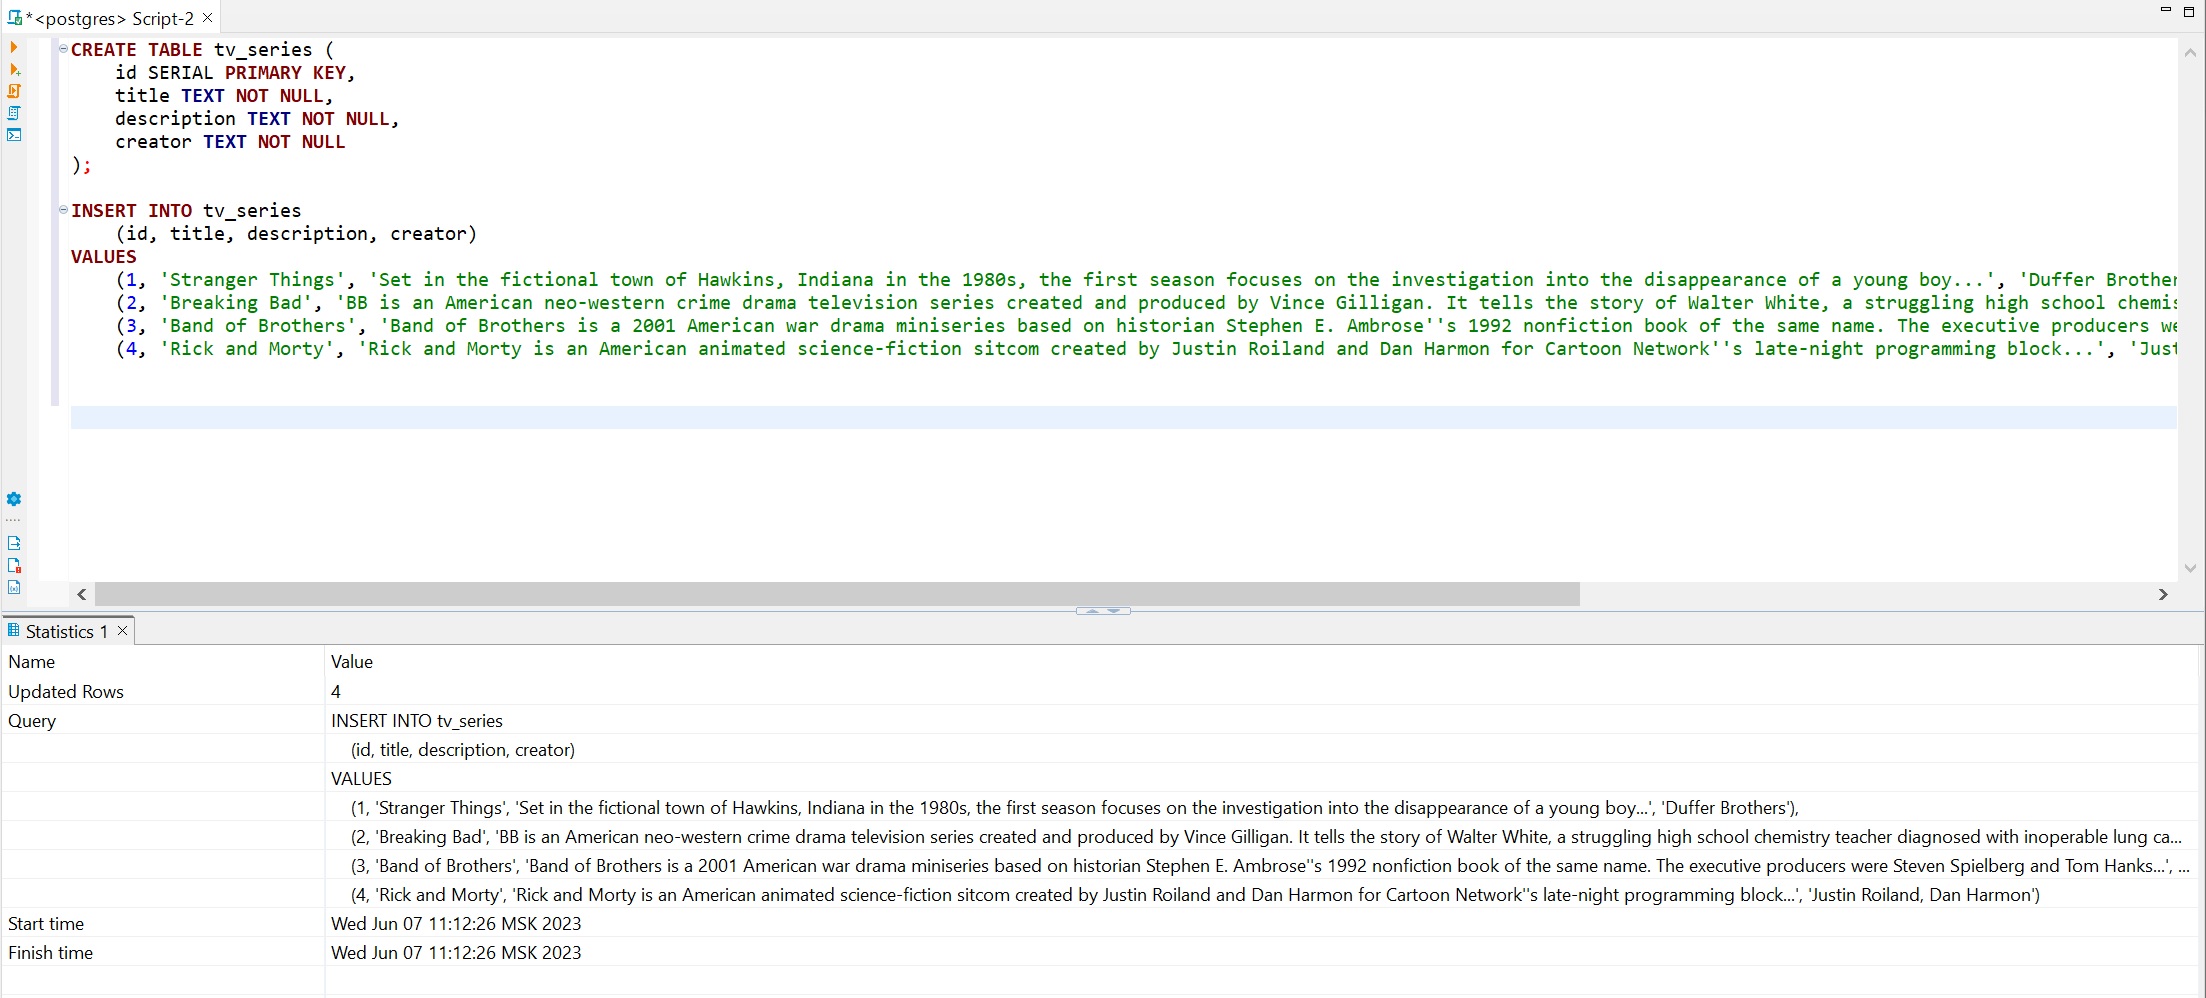 *<postgres> Script-2
CREATE TABLE tv_series (
id SERIAL PRIMARY KEY,
title TEXT NOT NULL,
description TEXT NOT NULL,
creator TEXT NOT NULL
);
INSERT INTO tv_series
(id, title, description, creator)
VALUES
(1, 'Stranger Things', 'Set in the fictional town of Hawkins, Indiana in the 1980s, the first season focuses on the investigation into the disappearance of a young boy...', 'Duffer Brother
(2, 'Breaking Bad', 'BB is an American neo-western crime drama television series created and produced by Vince Gilligan. It tells the story of Walter White, a struggling high school chemis
(3, 'Band of Brothers', 'Band of Brothers is a 2001 American war drama miniseries based on historian Stephen E. Ambrose''s 1992 nonfiction book of the same name. The executive producers we
(4, 'Rick and Morty', 'Rick and Morty is an American animated science-fiction sitcom created by Justin Roiland and Dan Harmon for Cartoon Network''s late-night programming block...', 'Just
Statistics 1
Name Value
Updated Rows 4
Query INSERT INTO tv_series
(id, title, description, creator)
VALUES
(1, 'Stranger Things', 'Set in the fictional town of Hawkins, Indiana in the 1980s, the first season focuses on the investigation into the disappearance of a young boy...', 'Duffer Brothers'),
(2, 'Breaking Bad', 'BB is an American neo-western crime drama television series created and produced by Vince Gilligan. It tells the story of Walter White, a struggling high school chemistry teacher diagnosed with inoperable lung ca...
(3, 'Band of Brothers', 'Band of Brothers is a 2001 American war drama miniseries based on historian Stephen E. Ambrose''s 1992 nonfiction book of the same name. The executive producers were Steven Spielberg and Tom Hanks...', ...
(4, 'Rick and Morty', 'Rick and Morty is an American animated science-fiction sitcom created by Justin Roiland and Dan Harmon for Cartoon Network''s late-night programming block...', 'Justin Roiland, Dan Harmon')
Start time Wed Jun 07 11:12:26 MSK 2023
Finish time Wed Jun 07 11:12:26 MSK 2023